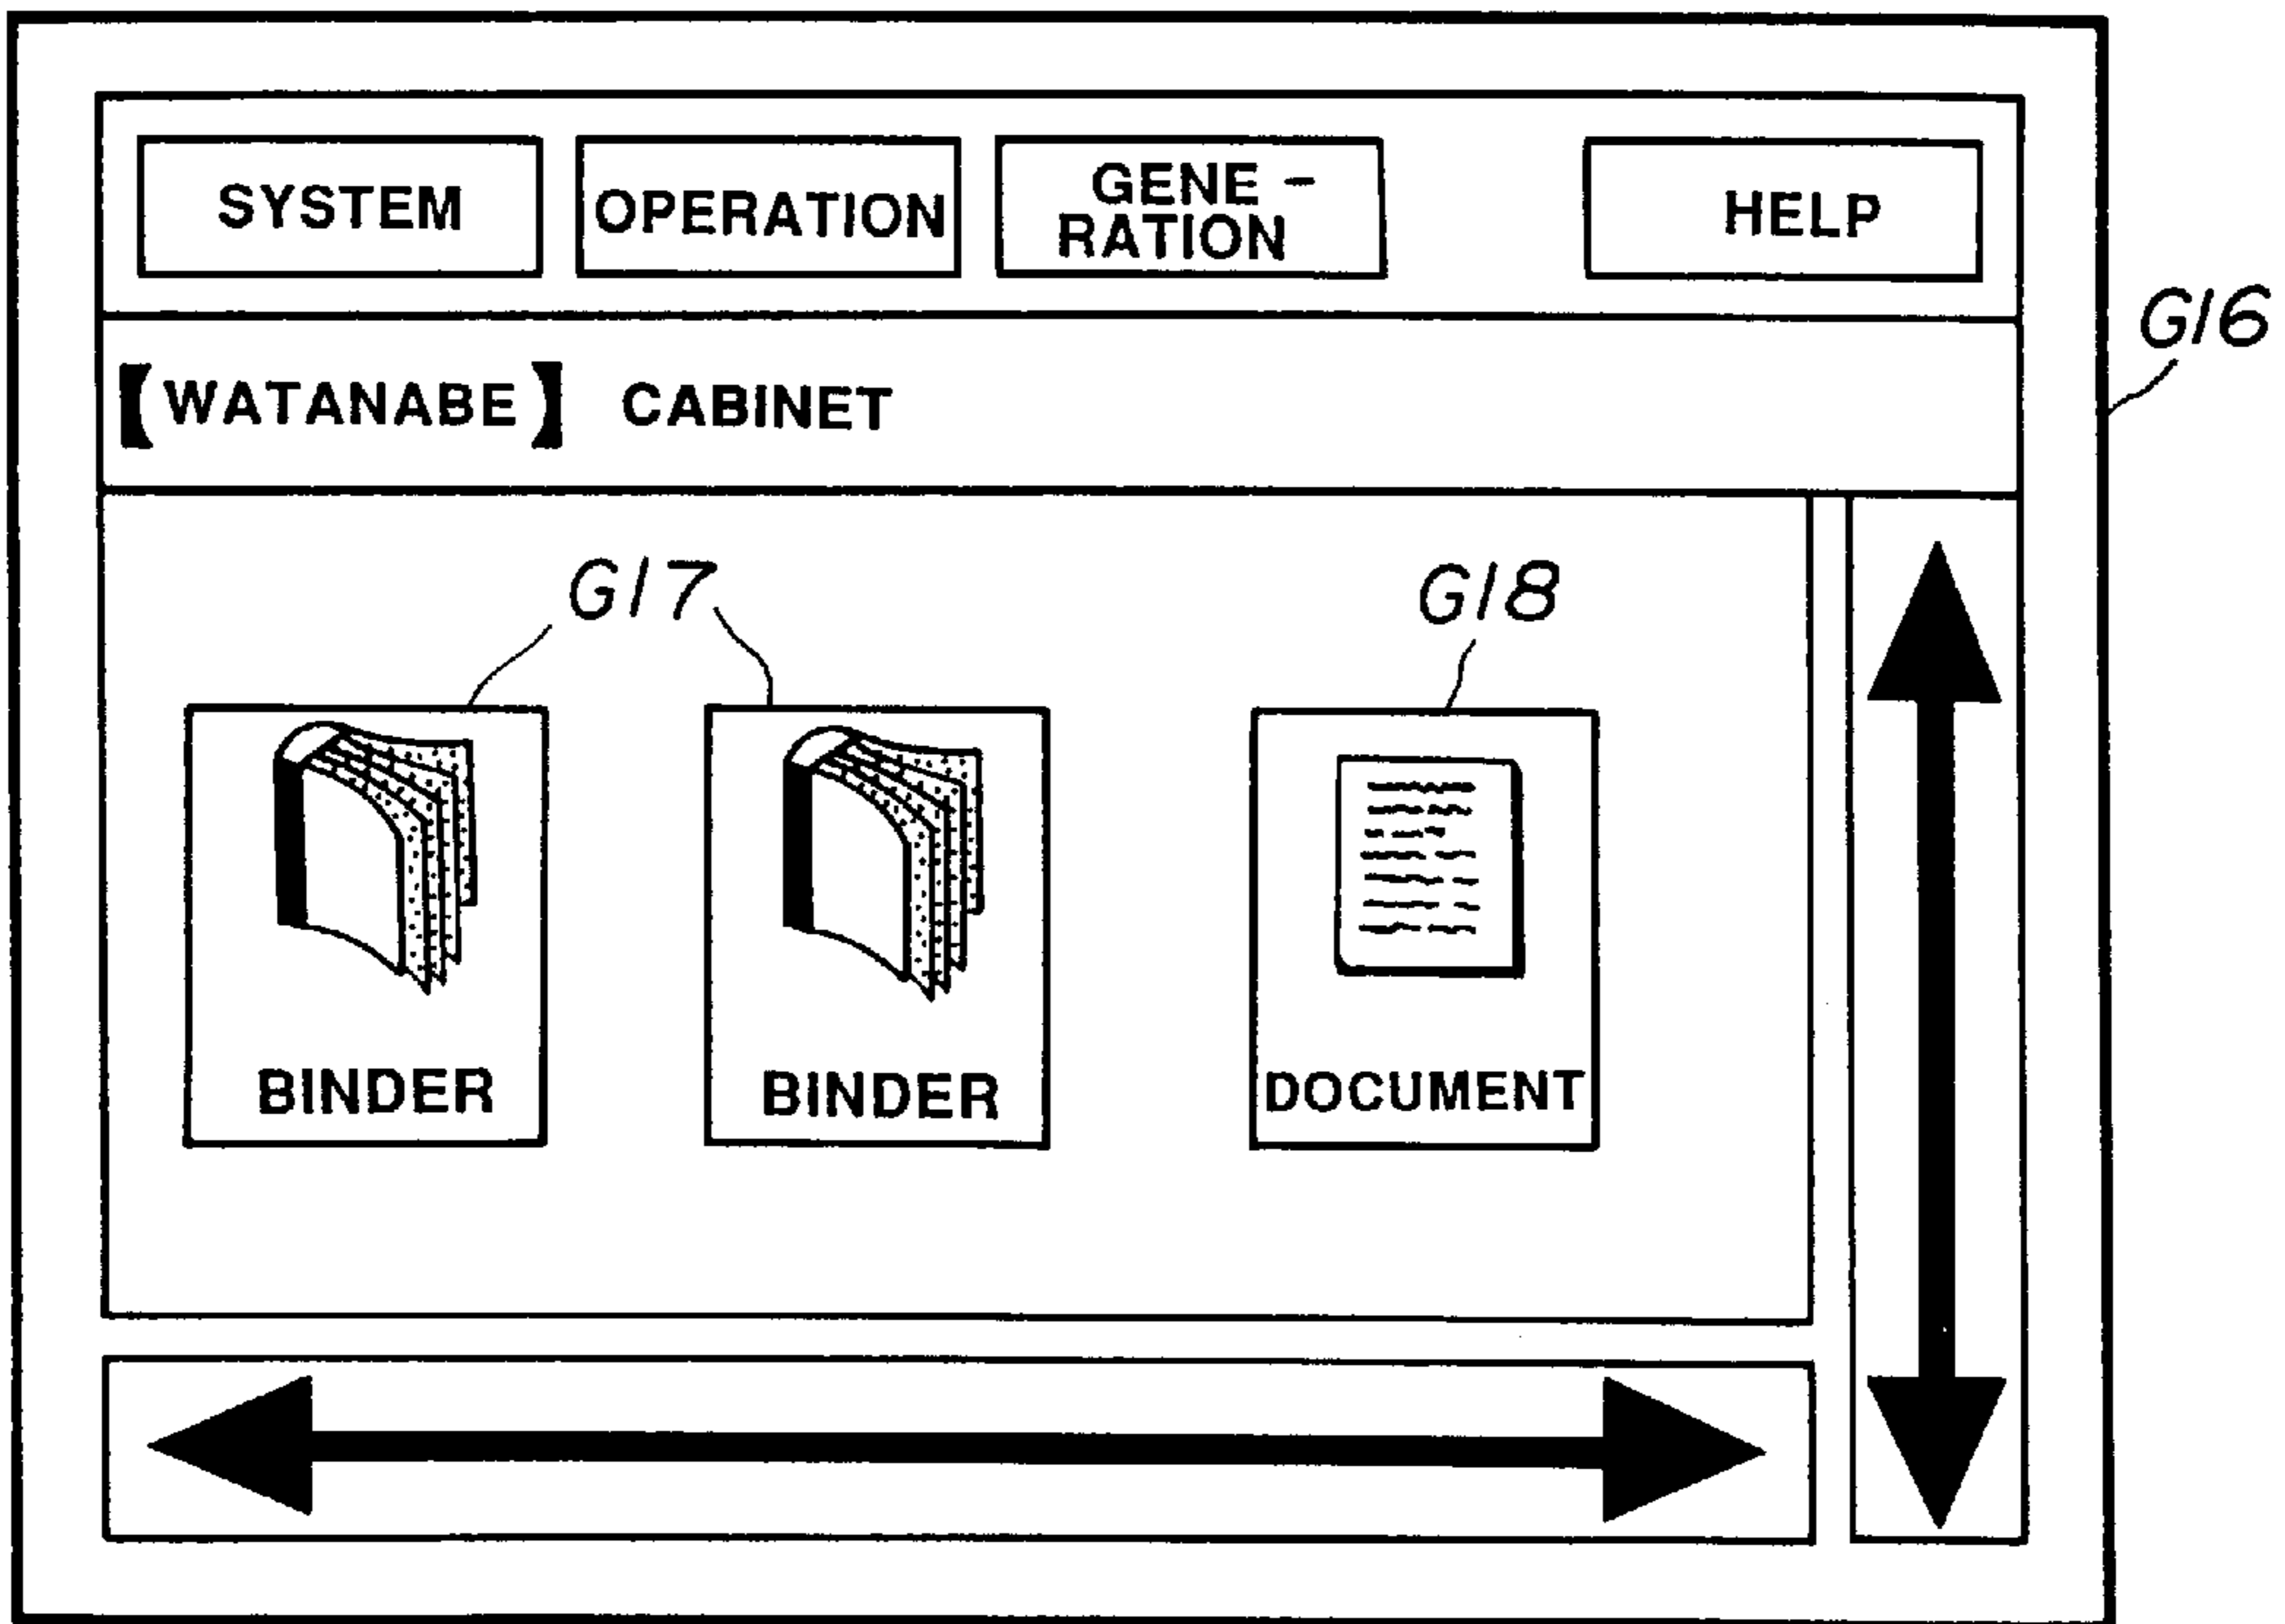 SYSTEM
OPERATION
GENE-
RATION
HELP
G16
【WATANABE】 CABINET
G17
G18
BINDER
BINDER
DOCUMENT